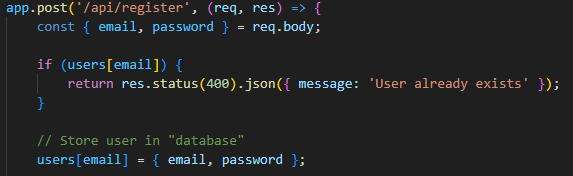 app.post('/api/register', (req, res) => {
    const { email, password } = req.body;

    if (users[email]) {
        return res.status(400).json({ message: 'User already exists' });
    }

    // Store user in "database"
    users[email] = { email, password };